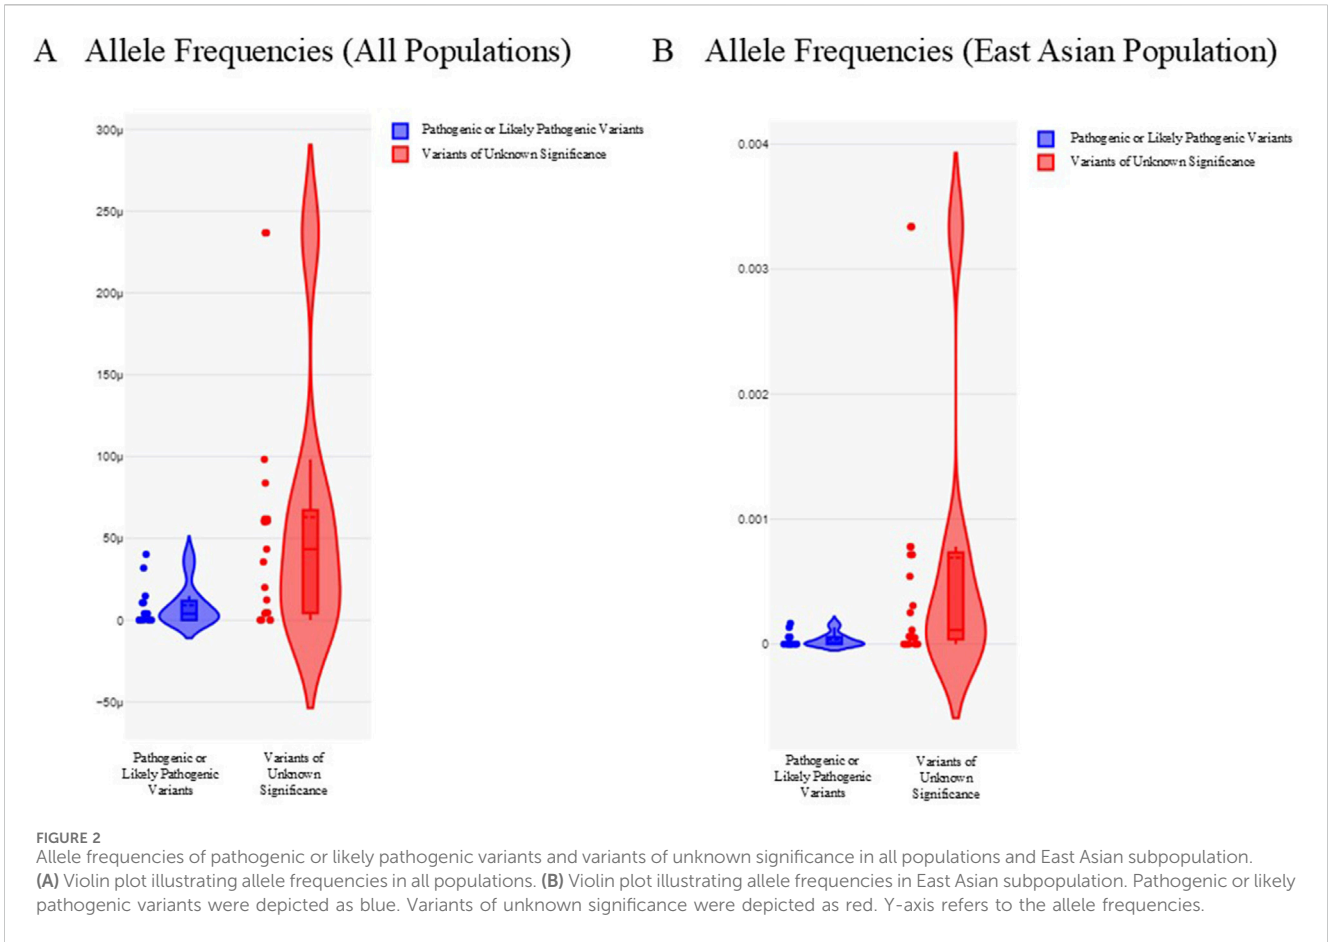 A Allele Frequencies (All Populations)
300µ
250µ
200µ
150µ
100µ
50µ
0
−50µ
Pathogenic or Likely Pathogenic Variants
Variants of Unknown Significance
Pathogenic or
Likely Pathogenic
Variants
Variants of
Unknown
Significance
B Allele Frequencies (East Asian Population)
0.004
0.003
0.002
0.001
0
Pathogenic or Likely Pathogenic Variants
Variants of Unknown Significance
Pathogenic or
Likely Pathogenic
Variants
Variants of
Unknown
Significance
FIGURE 2
Allele frequencies of pathogenic or likely pathogenic variants and variants of unknown significance in all populations and East Asian subpopulation.
(A) Violin plot illustrating allele frequencies in all populations. (B) Violin plot illustrating allele frequencies in East Asian subpopulation. Pathogenic or likely
pathogenic variants were depicted as blue. Variants of unknown significance were depicted as red. Y-axis refers to the allele frequencies.